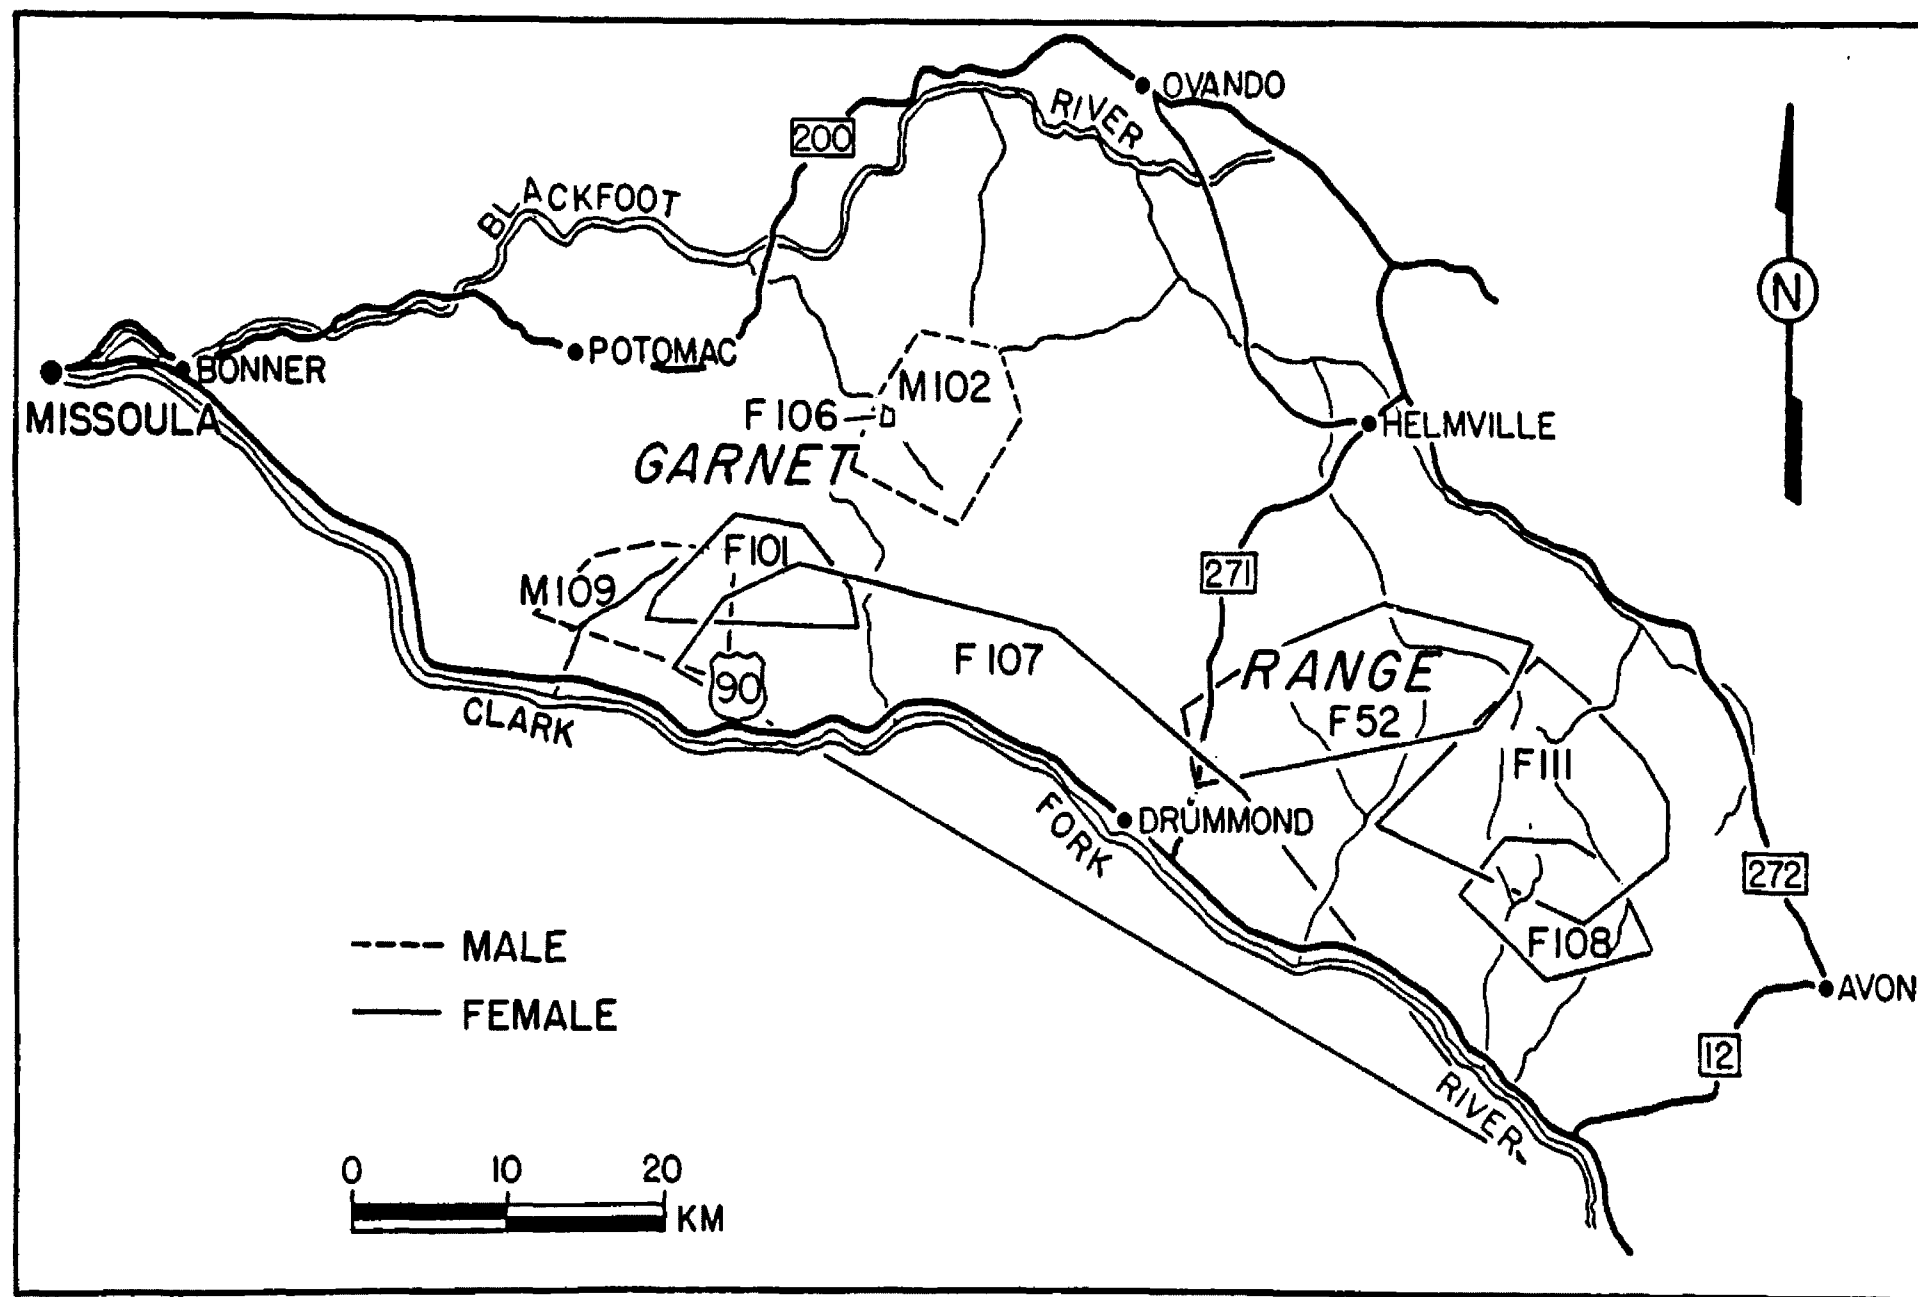 OVANDO
RIVER
200
BLACKFOOT
N
POTOMAC
BONNER
M102
MISSOULA
F106
HELMVILLE
GARNET
F101
271
M109
F107
RANGE
90
F52
CLARK
F111
FORK
DRUMMOND
272
MALE
F108
AVON
FEMALE
12
RIVER
0 10 20
KM